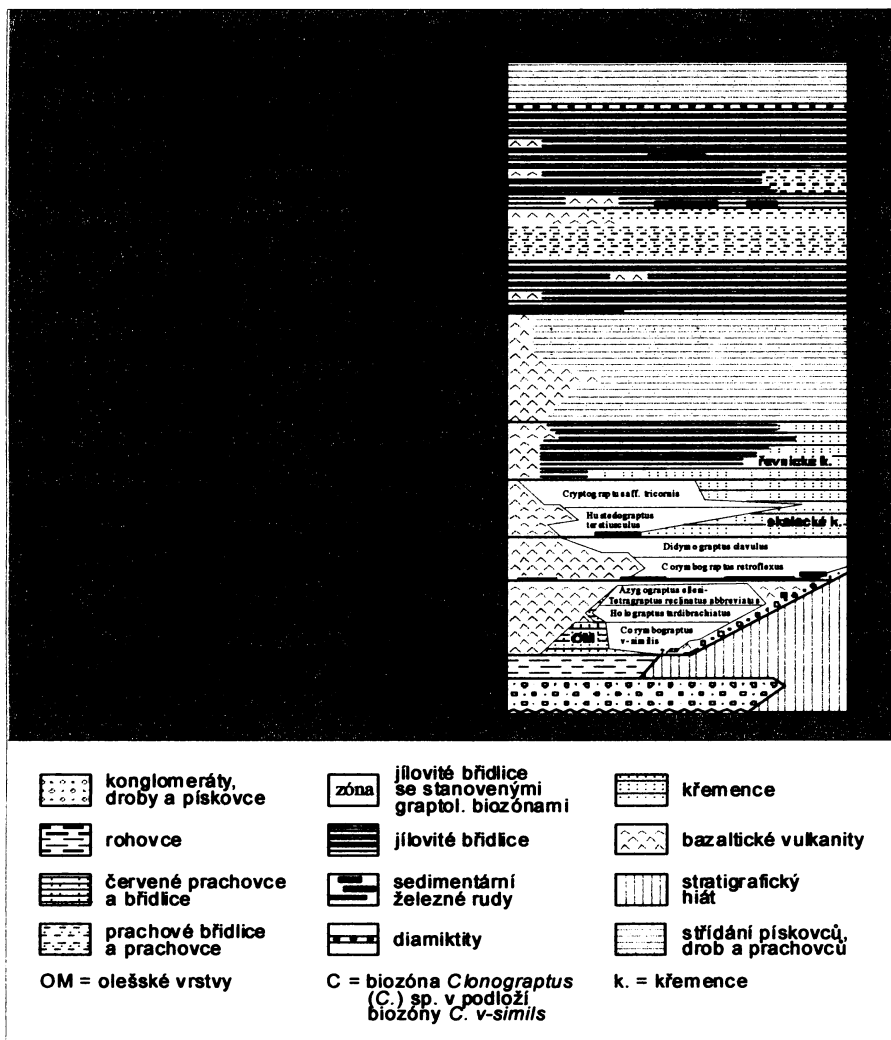 řevnické k.
Cryptograptus aff. tricornis
Hustedograptus
teretiusculus
skalecké k.
Didymograptus clavulus
Corymbograptus retroflexus
Azygograptus ellesi-
Tetragraptus reclinatus abbreviatus
Holograptus tardibrachiatus
Corymbograptus
v-similis
OM
konglomeráty,
droby a pískovce
rohovce
červené prachovce
a břidlice
prachové břidlice
a prachovce
OM = olešské vrstvy
zóna
jílovité břidlice
se stanovenými
graptol. biozónami
jílovité břidlice
sedimentární
železné rudy
diamiktity
C = biozóna Clonograptus
(C.) sp. v podloží
biozóny C. v-simils
křemence
bazaltické vulkanity
stratigrafický
hiát
střídání pískovců,
drob a prachovců
k. = křemence